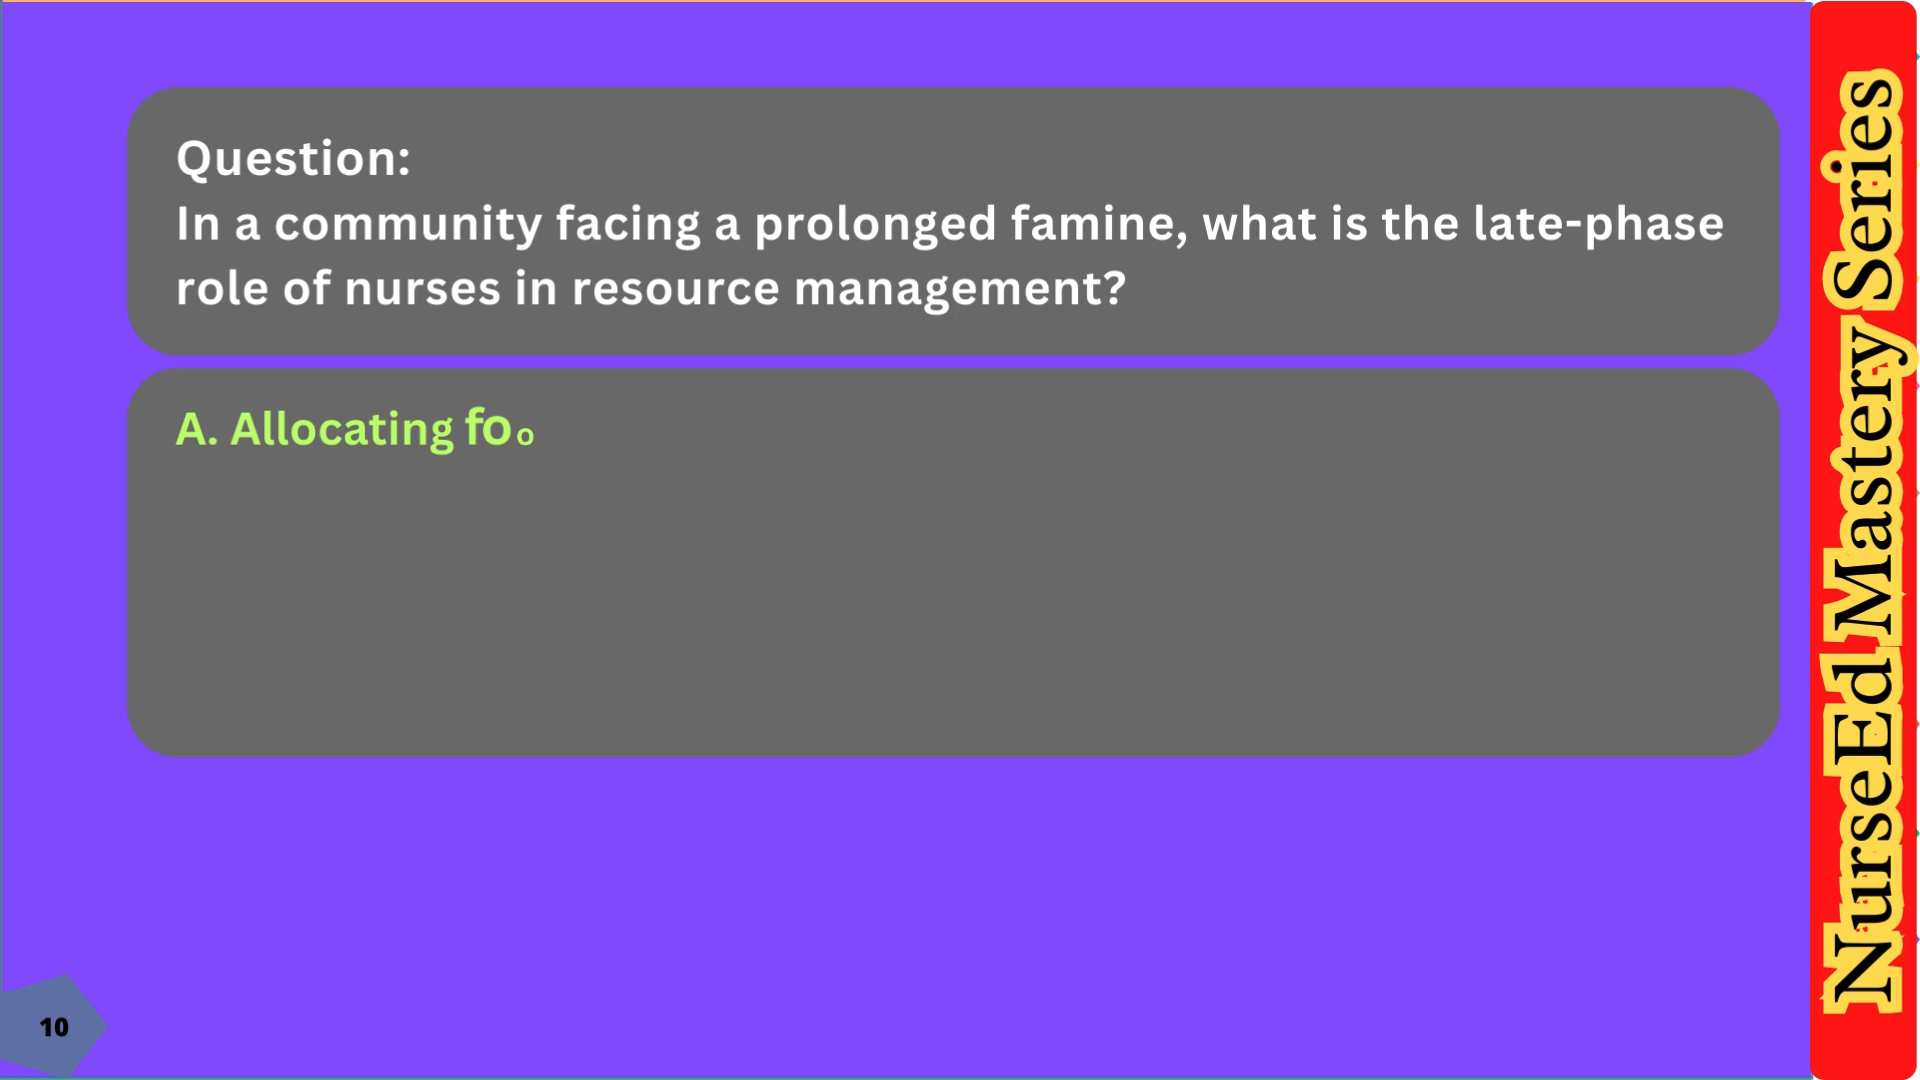 Question:
In a community facing a prolonged famine, what is the late-phase
role of nurses in resource management?
A. Allocating foo
10
NurseEd Mastery Series